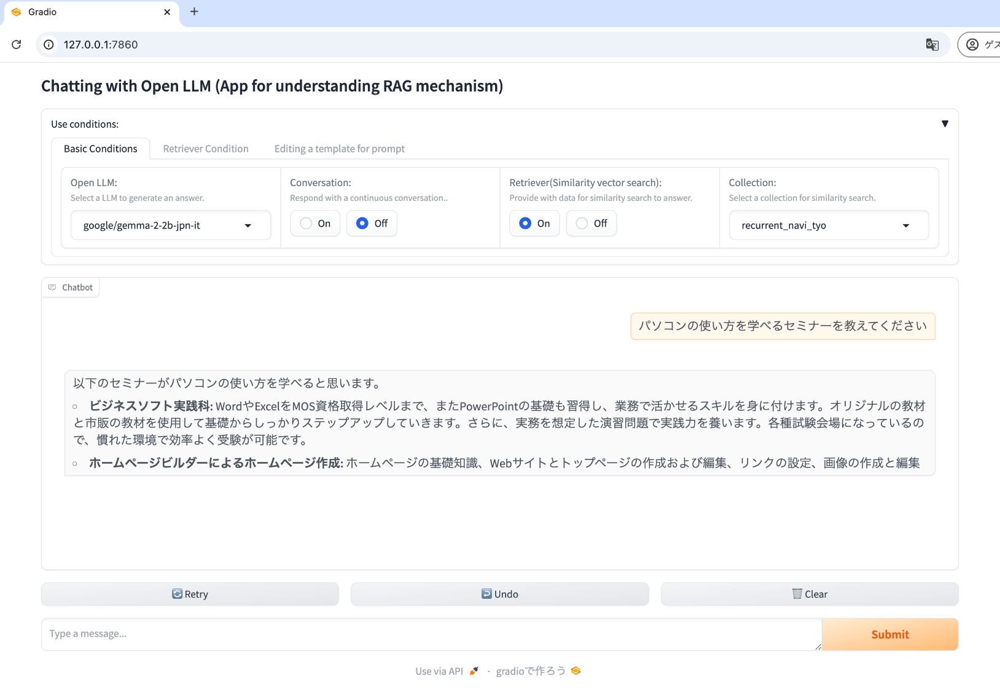 Gradio
127.0.0.1:7860
ゲス
Chatting with Open LLM (App for understanding RAG mechanism)
Use conditions:
Basic Conditions
Retriever Condition
Editing a template for prompt
Open LLM:
Select a LLM to generate an answer.
google/gemma-2-2b-jpn-it
Conversation:
Respond with a continuous conversation..
On
Off
Retriever(Similarity vector search):
Provide with data for similarity search to answer.
On
Off
Collection:
Select a collection for similarity search.
recurrent_navi_tyo
Chatbot
パソコンの使い方を学べるセミナーを教えてください
以下のセミナーがパソコンの使い方を学べると思います。
ビジネスソフト実践科: WordやExcelをMOS資格取得レベルまで、またPowerPointの基礎も習得し、業務で活かせるスキルを身に付けます。オリジナルの教材
と市販の教材を使用して基礎からしっかりステップアップしていきます。さらに、実務を想定した演習問題で実践力を養います。各種試験会場になっているの
で、慣れた環境で効率よく受験が可能です。
ホームページビルダーによるホームページ作成: ホームページの基礎知識、Webサイトとトップページの作成および編集、リンクの設定、画像の作成と編集
Retry
Undo
Clear
Type a message...
Submit
Use via API · gradioで作ろう